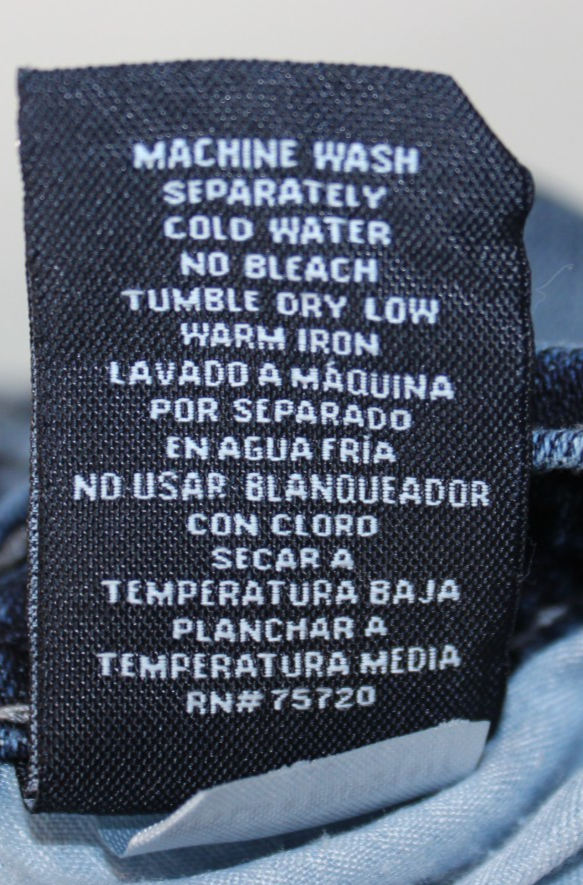 MACHINE WASH
SEPARATELY
COLD WATER
NO BLEACH
TUMBLE DRY LOW
WARM IRON
LAVADO A MÁQUINA
POR SEPARADO
EN AGUA FRÍA
NO USAR BLANQUEADOR
CON CLORO
SECAR A
TEMPERATURA BAJA
PLANCHAR A
TEMPERATURA MEDIA
RN# 75720